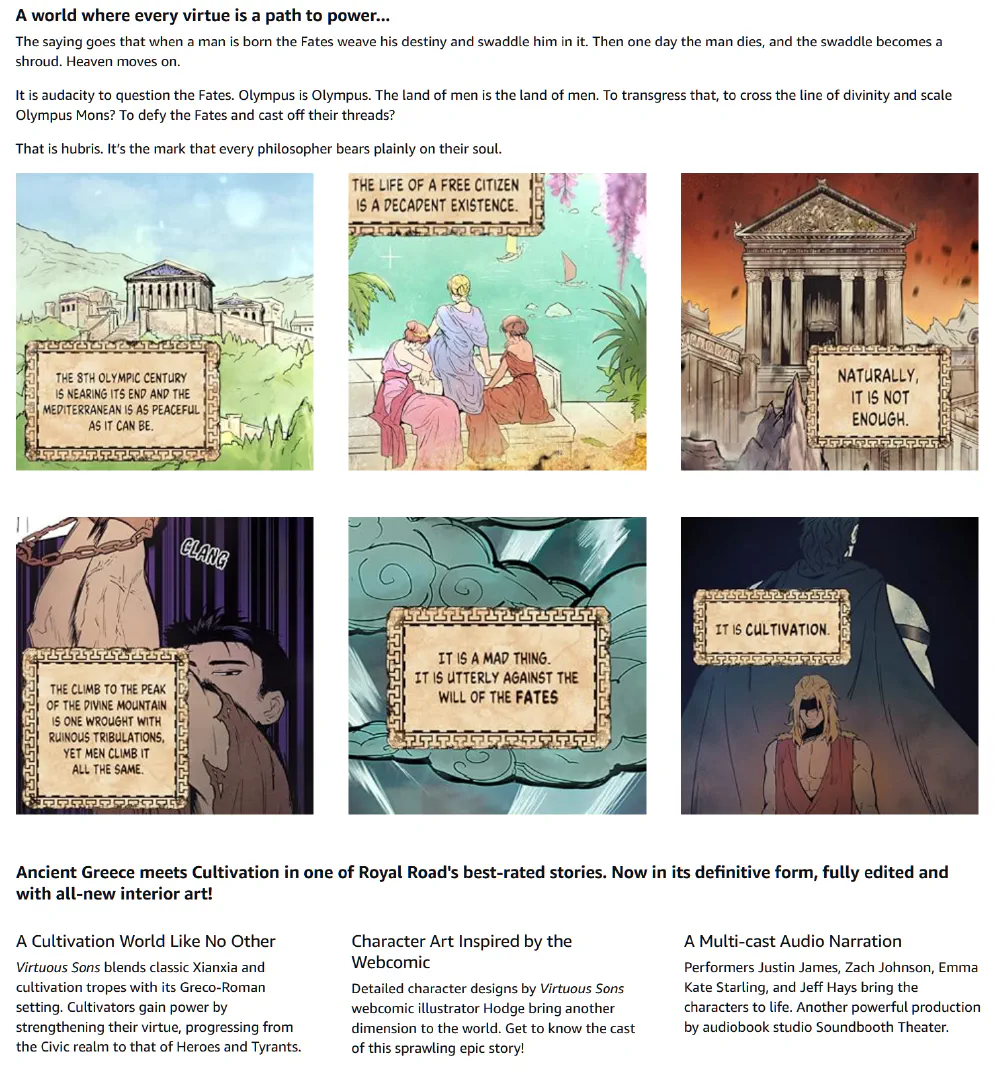 A world where every virtue is a path to power...
The saying goes that when a man is born the Fates weave his destiny and swaddle him in it. Then one day the man dies, and the swaddle becomes a
shroud. Heaven moves on.
It is audacity to question the Fates. Olympus is Olympus. The land of men is the land of men. To transgress that, to cross the line of divinity and scale
Olympus Mons? To defy the Fates and cast off their threads?
That is hubris. It's the mark that every philosopher bears plainly on their soul.
THE 8TH OLYMPIC CENTURY
IS NEARING ITS END AND THE
MEDITERRANEAN IS AS PEACEFUL
AS IT CAN BE.
THE LIFE OF A FREE CITIZEN
IS A DECADENT EXISTENCE.
NATURALLY,
IT IS NOT
ENOUGH.
CLANG
THE CLIMB TO THE PEAK
OF THE DIVINE MOUNTAIN
IS ONE WROUGHT WITH
RUINOUS TRIBULATIONS,
YET MEN CLIMB IT
ALL THE SAME.
IT IS A MAD THING.
IT IS UTTERLY AGAINST THE
WILL OF THE FATES
IT IS CULTIVATION.
Ancient Greece meets Cultivation in one of Royal Road's best-rated stories. Now in its definitive form, fully edited and
with all-new interior art!
A Cultivation World Like No Other
Virtuous Sons blends classic Xianxia and
cultivation tropes with its Greco-Roman
setting. Cultivators gain power by
strengthening their virtue, progressing from
the Civic realm to that of Heroes and Tyrants.
Character Art Inspired by the
Webcomic
Detailed character designs by Virtuous Sons
webcomic illustrator Hodge bring another
dimension to the world. Get to know the cast
of this sprawling epic story!
A Multi-cast Audio Narration
Performers Justin James, Zach Johnson, Emma
Kate Starling, and Jeff Hays bring the
characters to life. Another powerful production
by audiobook studio Soundbooth Theater.